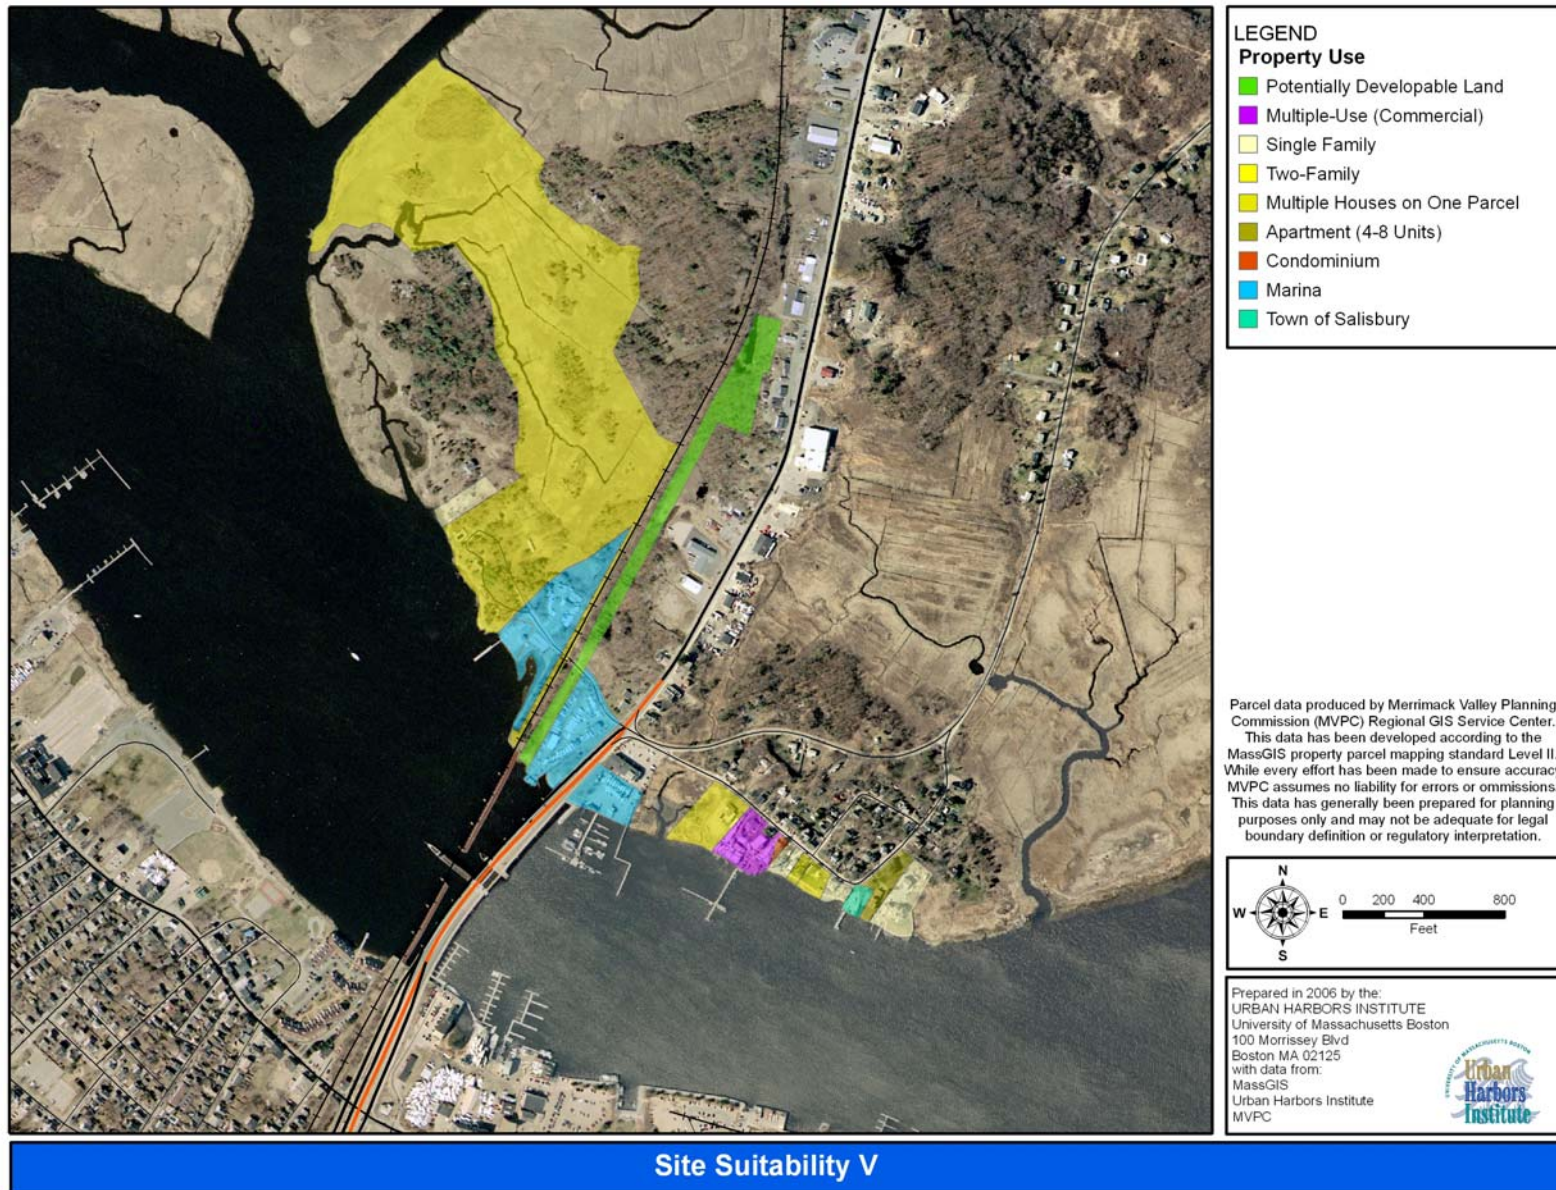 LEGEND
Property Use
Potentially Developable Land
Multiple-Use (Commercial)
Single Family
Two-Family
Multiple Houses on One Parcel
Apartment (4-8 Units)
Condominium
Marina
Town of Salisbury
Parcel data produced by Merrimack Valley Planning
Commission (MVPC) Regional GIS Service Center.
This data has been developed according to the
MassGIS property parcel mapping standard Level II.
While every effort has been made to ensure accuracy
MVPC assumes no liability for errors or ommissions.
This data has generally been prepared for planning
purposes only and may not be adequate for legal
boundary definition or regulatory interpretation.
N
W E
S
0 200 400 800
Feet
Prepared in 2006 by the:
URBAN HARBORS INSTITUTE
University of Massachusetts Boston
100 Morrissey Blvd
Boston MA 02125
with data from:
MassGIS
Urban Harbors Institute
MVPC
UNIVERSITY OF MASSACHUSETTS BOSTON
Urban
Harbors
Institute
Site Suitability V